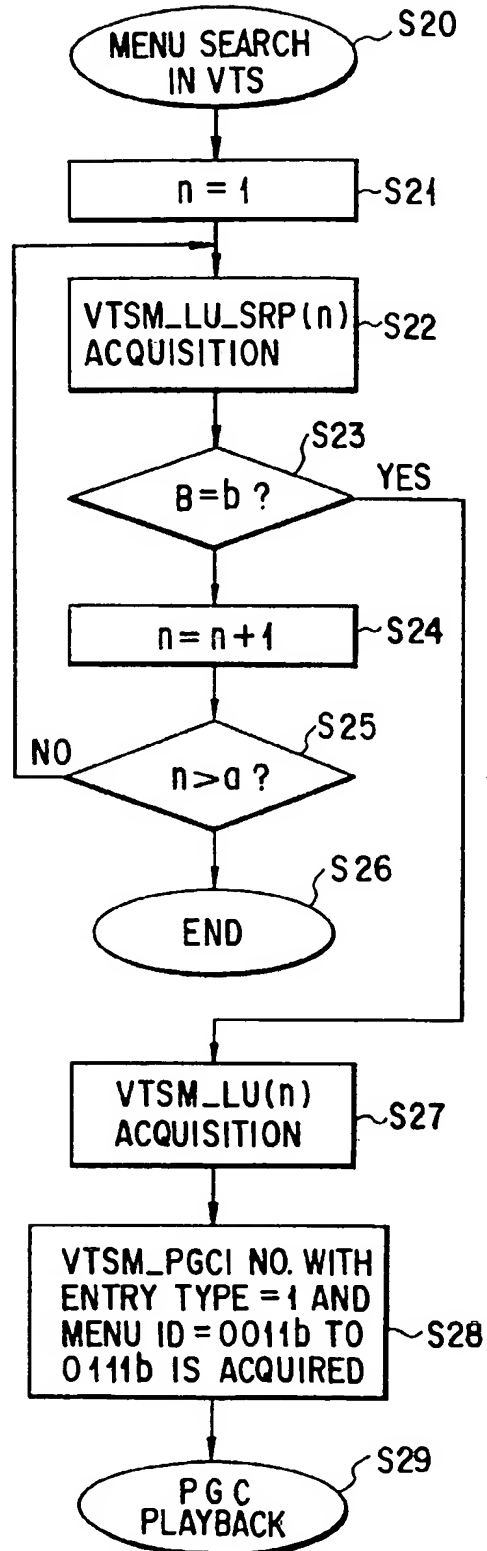 MENU SEARCH
IN VTS
S20
n = 1
S21
VTSM_LU_SRP(n)
ACQUISITION
S22
S23
B=b ?
YES
n= n+1
S24
S25
NO
n>a ?
S26
END
VTSM_LU(n)
ACQUISITION
S27
VTSM_PGCI NO. WITH
ENTRY TYPE =1 AND
MENU ID=0011b TO
0111b IS ACQUIRED
S28
S29
PGC
PLAYBACK